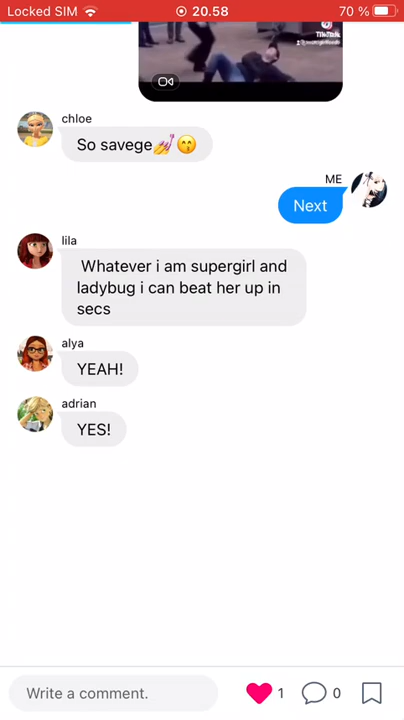 Locked SIM 20.58 70 %
TikTok
chloe
So savege💅😙
ME
Next
lila
Whatever i am supergirl and
ladybug i can beat her up in
secs
alya
YEAH!
adrian
YES!
Write a comment. 1 0